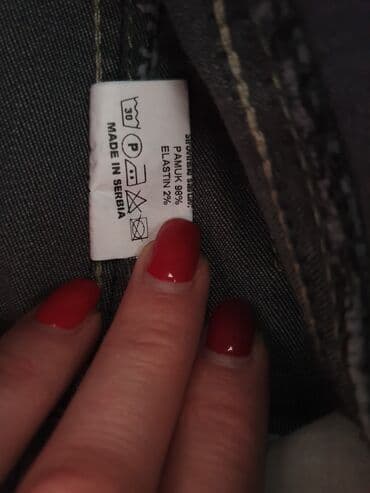 PAMUK 98%
ELASTIN 2%
30
P
MADE IN SERBIA